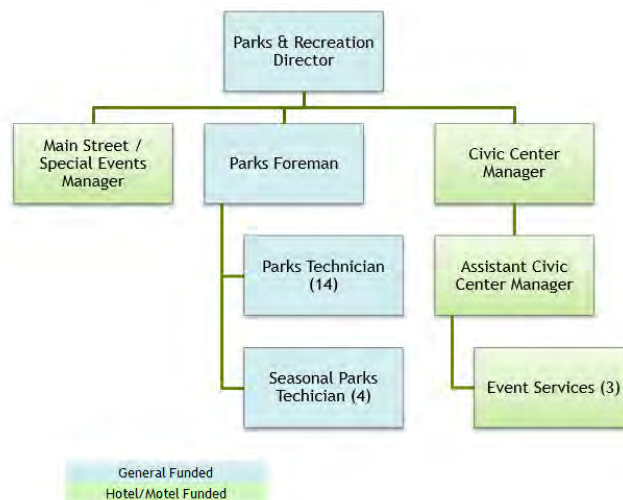 Parks & Recreation
Director
Main Street /
Special Events
Manager
Parks Foreman
Civic Center
Manager
Parks Technician
(14)
Assistant Civic
Center Manager
Seasonal Parks
Techician (4)
Event Services (3)
General Funded
Hotel/Motel Funded